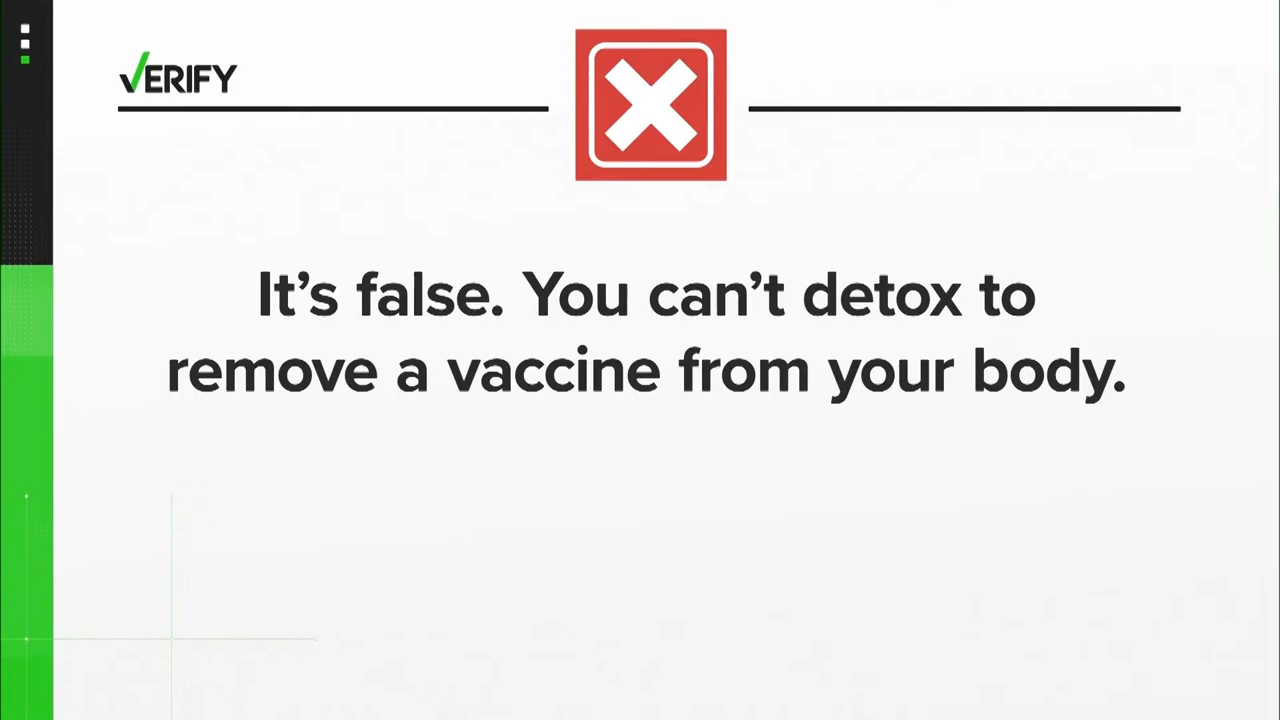 VERIFY
It’s false. You can’t detox to
remove a vaccine from your body.